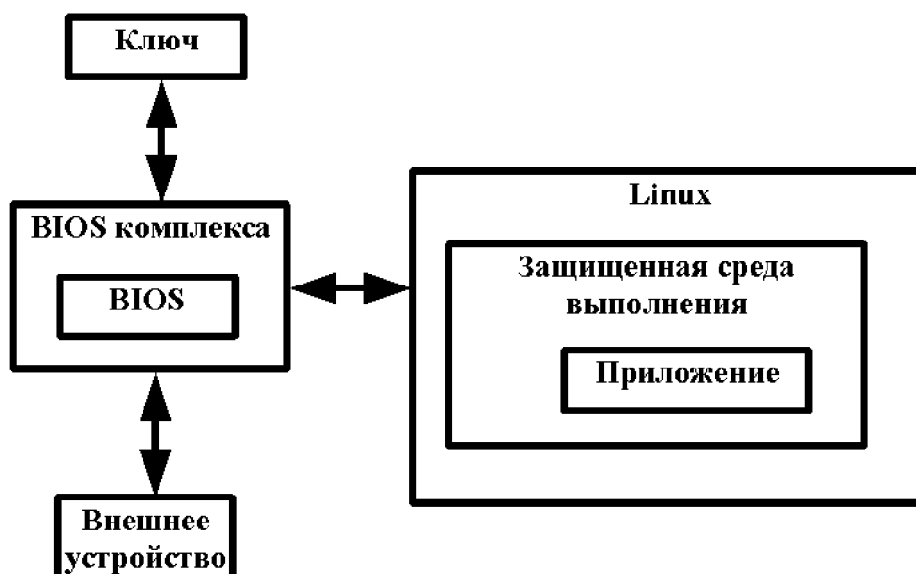 Ключ
BIOS комплекса
BIOS
Внешнее
устройство
Linux
Защищенная среда
выполнения
Приложение